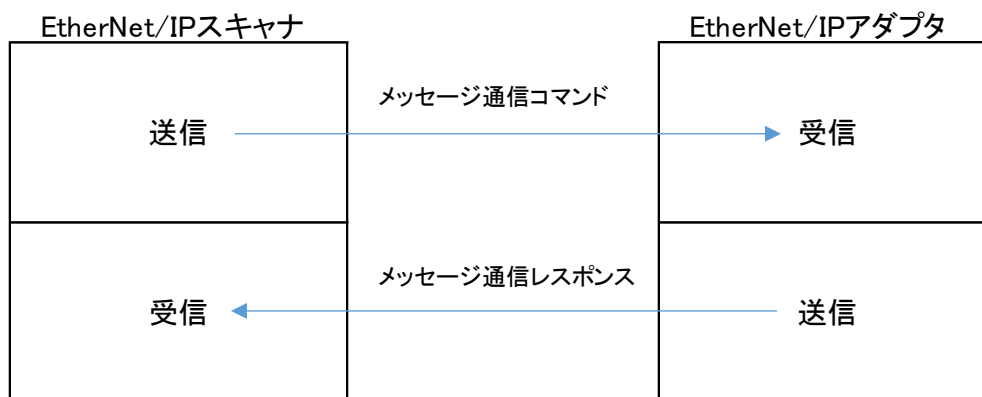 EtherNet/IPスキャナ
EtherNet/IPアダプタ
メッセージ通信コマンド
送信
受信
メッセージ通信レスポンス
受信
送信